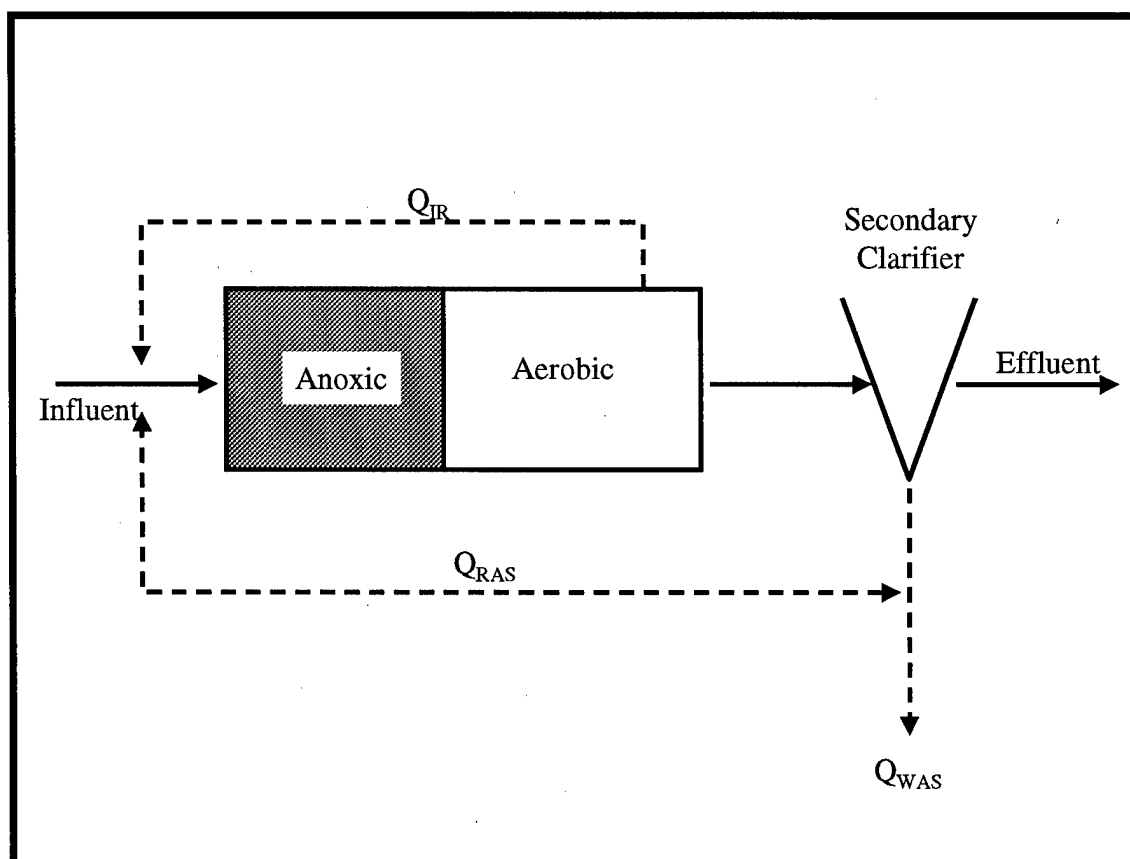 Q_IR
Secondary
Clarifier
Anoxic
Aerobic
Effluent
Influent
Q_RAS
Q_WAS